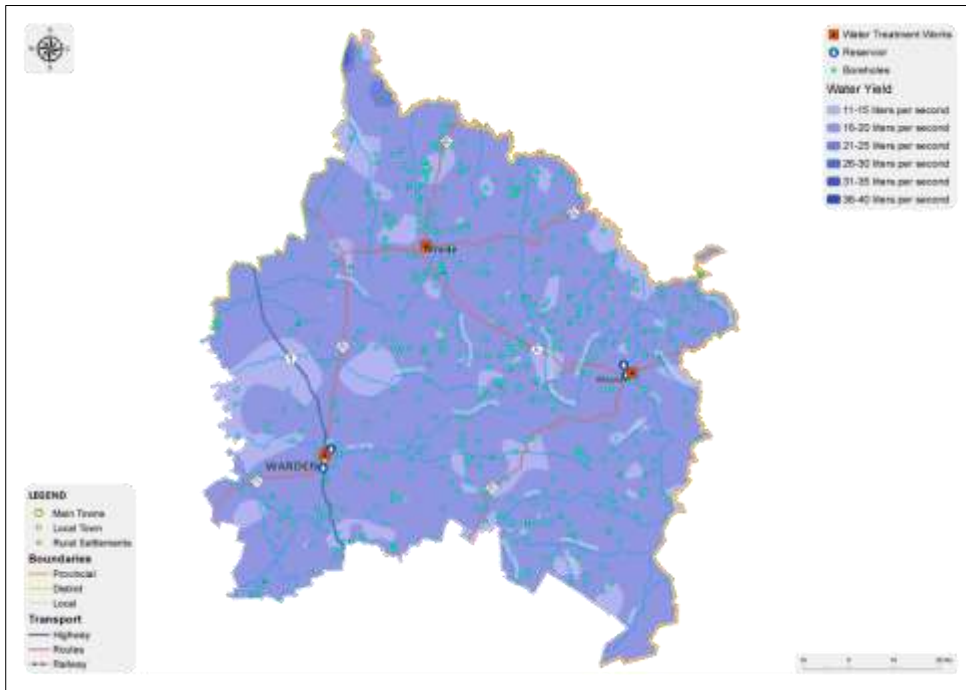 Water Treatment Works
Reservoir
Boreholes
Water Yield
11-15 liters per second
16-20 liters per second
21-25 liters per second
26-30 liters per second
31-35 liters per second
36-40 liters per second
WARDEN
LEGEND
Main Towns
Local Town
Rural Settlements
Boundaries
Provincial
District
Local
Transport
Highway
Routes
Railway